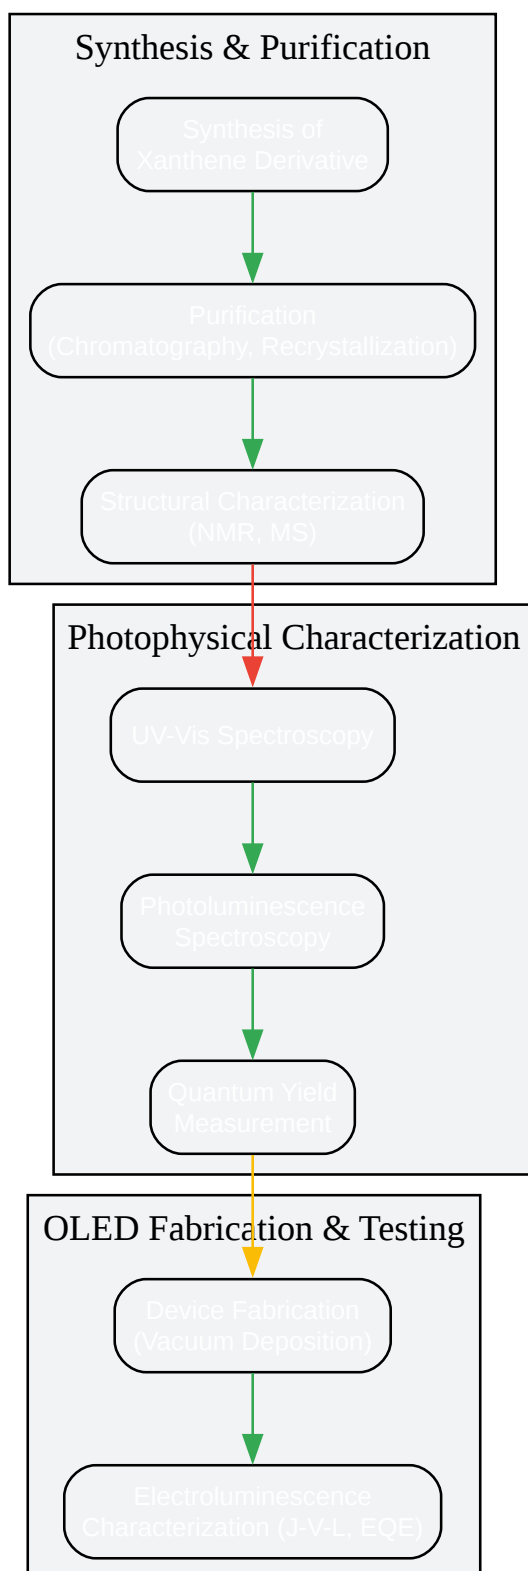 Synthesis & Purification
Synthesis of
Xanthene Derivative
Purification
(Chromatography, Recrystallization)
Structural Characterization
(NMR, MS)
Photophysical Characterization
UV-Vis Spectroscopy
Photoluminescence
Spectroscopy
Quantum Yield
Measurement
OLED Fabrication & Testing
Device Fabrication
(Vacuum Deposition)
Electroluminescence
Characterization (J-V-L, EQE)